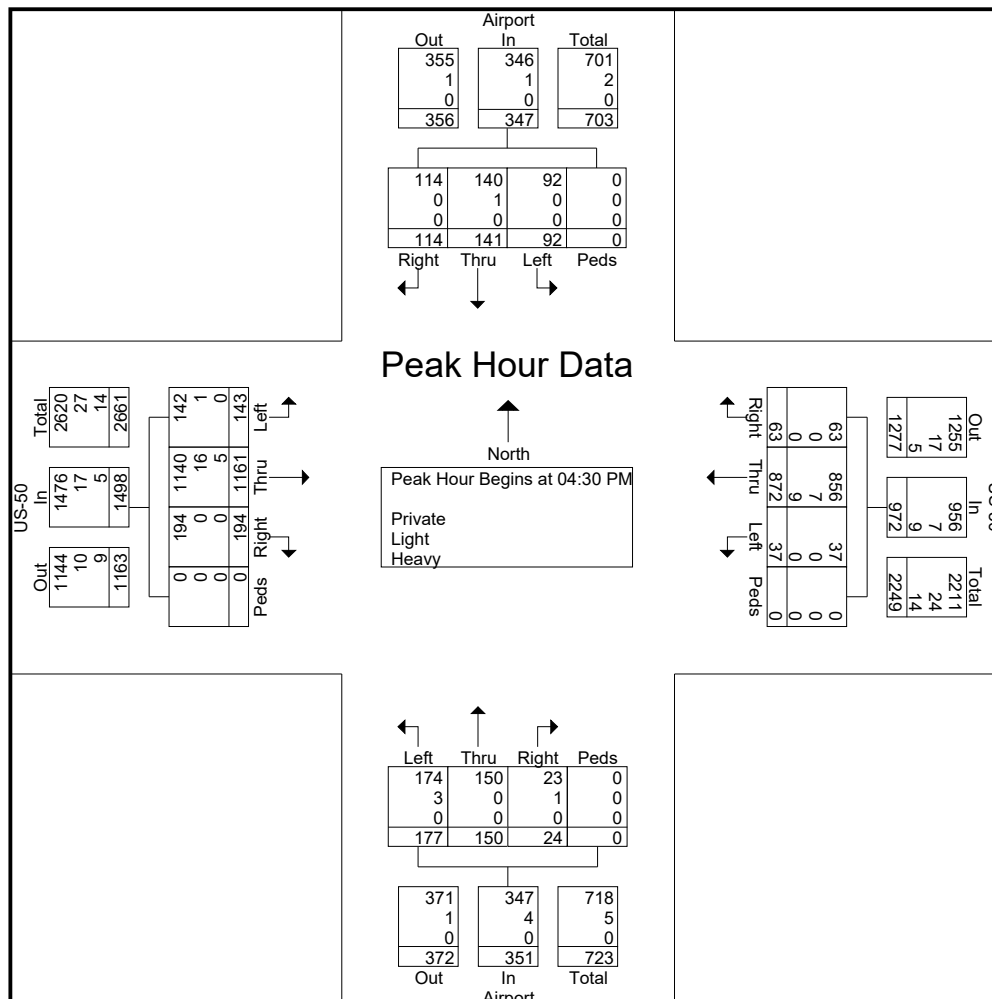 Airport
Out In Total
355 346 701
1 1 2
0 0 0
356 347 703
114 140 92 0
0 1 0 0
0 0 0 0
114 141 92 0
Right Thru Left Peds
Peak Hour Data
North
Peak Hour Begins at 04:30 PM
Private
Light
Heavy
US-50
Total
2620
27
14
2661
In
1476
17
5
1498
Out
1144
10
9
1163
142
1
0
143
Left
1140
16
5
1161
Thru
194
0
0
194
Right
0
0
0
0
Peds
Right
63
0
0
63
Thru
872
9
7
856
Left
37
0
0
37
Peds
0
0
0
0
Out
1255
17
5
1277
In
956
7
9
972
Total
2211
24
14
2249
Left Thru Right Peds
174 150 23 0
3 0 1 0
0 0 0 0
177 150 24 0
371 347 718
1 4 5
0 0 0
372 351 723
Out In Total
Airport